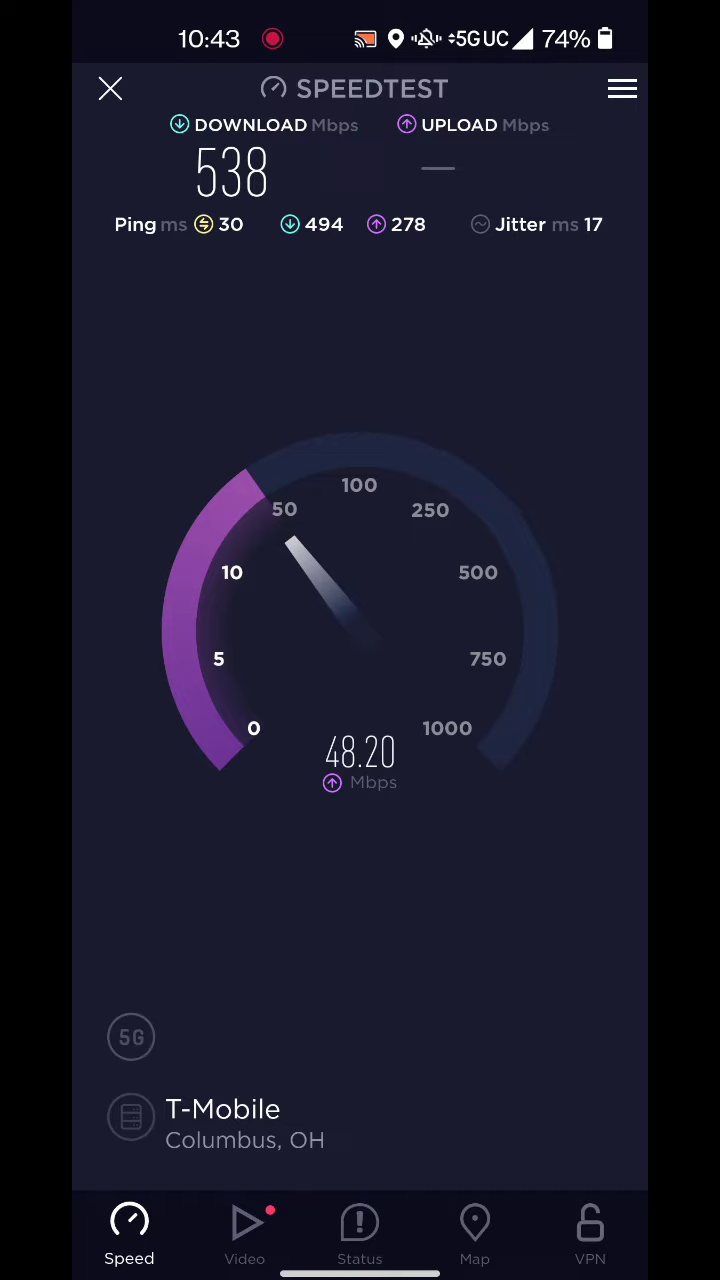 10:43 5G UC 74%
SPEEDTEST
DOWNLOAD Mbps UPLOAD Mbps
538 —
Ping ms 30 494 278 Jitter ms 17
100
50 250
10 500
5 750
0 1000
48.20
Mbps
5G
T-Mobile
Columbus, OH
Speed Video Status Map VPN